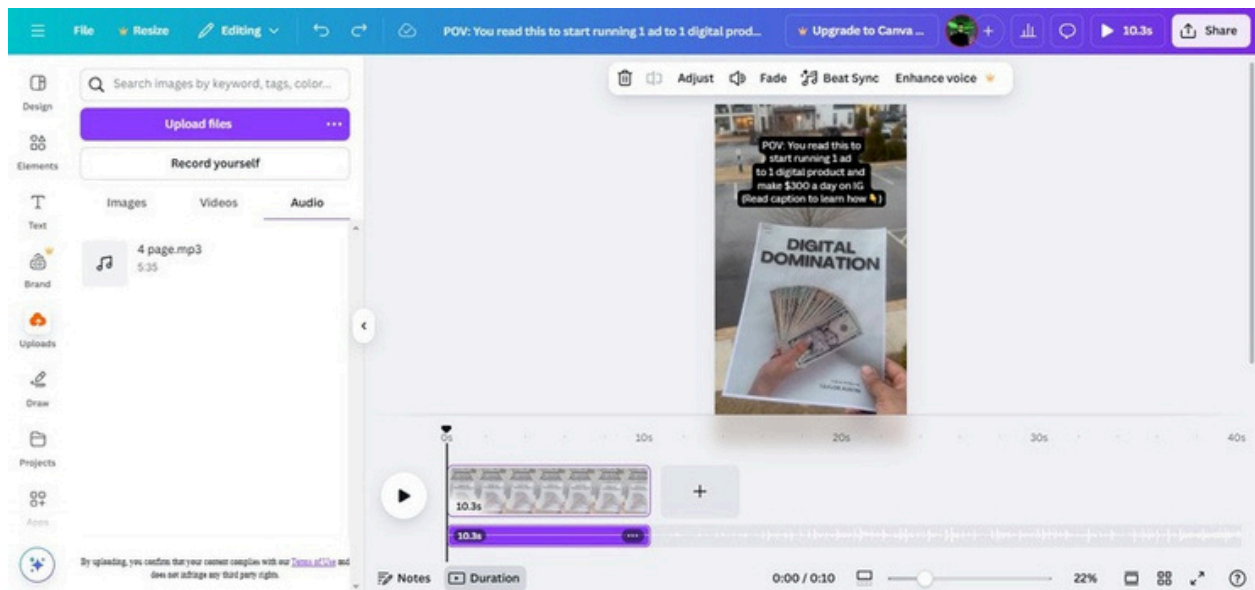 File
Resize
Editing
POV: You read this to start running 1 ad to 1 digital prod...
Upgrade to Canva ...
10.3s
Share
Design
Elements
Text
Brand
Uploads
Draw
Projects
Apps
Search images by keyword, tags, color...
Upload files
Record yourself
Images Videos Audio
4 page.mp3
5:35
By uploading, you confirm that your content complies with our Terms of Use and
does not infringe any third party rights.
Adjust
Fade
Beat Sync
Enhance voice
POV: You read this to
start running 1 ad
to 1 digital product and
make $300 a day on IG
(Read caption to learn how 👇)
DIGITAL
DOMINATION
TAYLOR AUSTIN
0s 10s 20s 30s 40s
10.3s
10.3s
Notes
Duration
0:00 / 0:10
22%